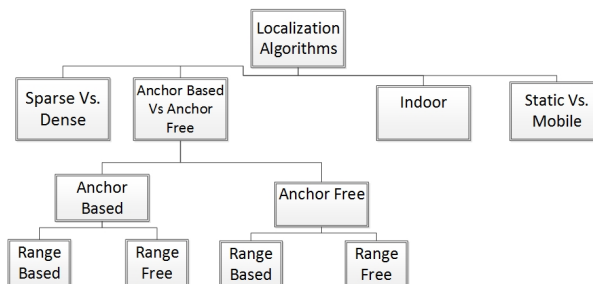 Localization
Algorithms
Sparse Vs.
Dense
Anchor Based
Vs Anchor
Free
Indoor
Static Vs.
Mobile
Anchor
Based
Anchor Free
Range
Based
Range
Free
Range
Based
Range
Free